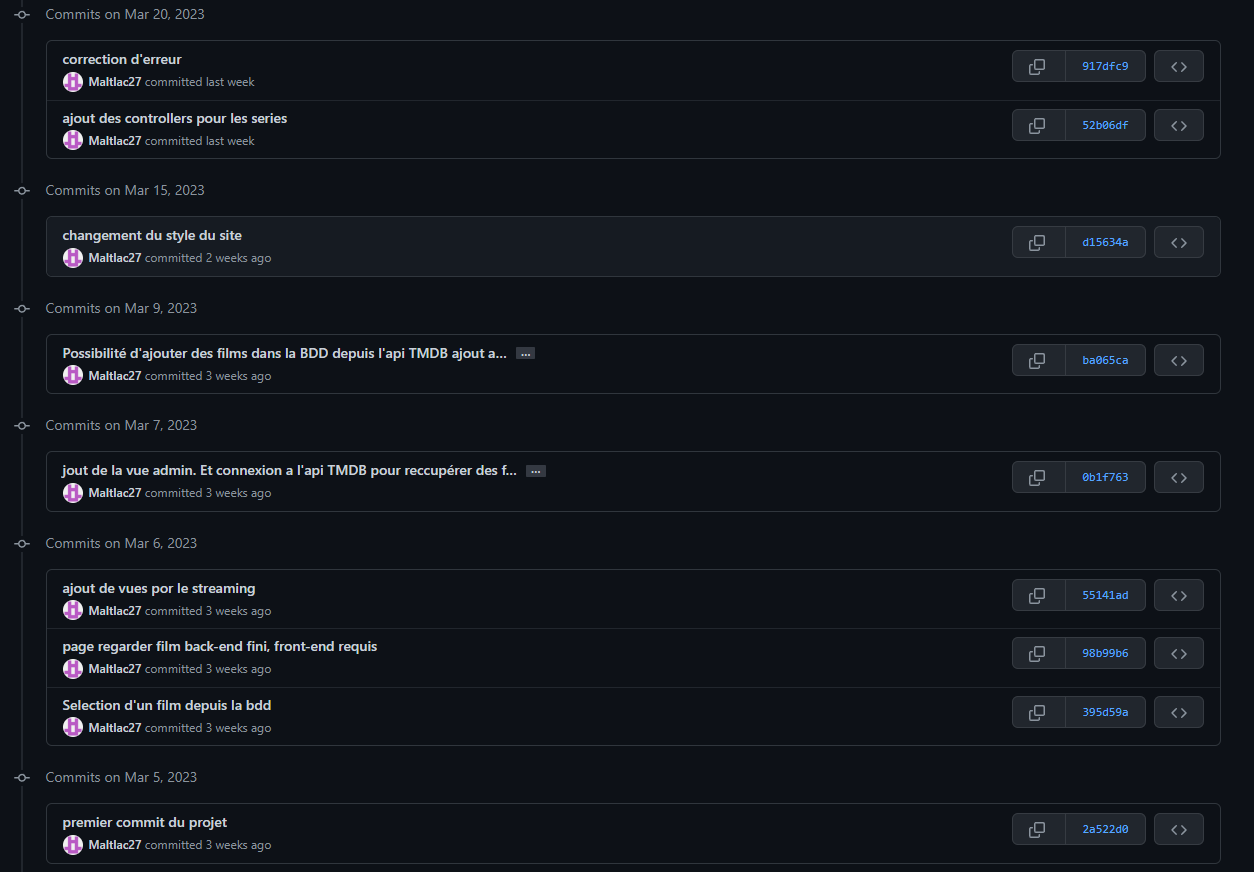 Commits on Mar 20, 2023
correction d'erreur
917dfc9
Maltlac27 committed last week
ajout des controllers pour les series
52b06df
Maltlac27 committed last week
Commits on Mar 15, 2023
changement du style du site
d15634a
Maltlac27 committed 2 weeks ago
Commits on Mar 9, 2023
Possibilité d'ajouter des films dans la BDD depuis l'api TMDB ajout a... ...
ba065ca
Maltlac27 committed 3 weeks ago
Commits on Mar 7, 2023
jout de la vue admin. Et connexion a l'api TMDB pour reccupérer des f... ...
0b1f763
Maltlac27 committed 3 weeks ago
Commits on Mar 6, 2023
ajout de vues por le streaming
55141ad
Maltlac27 committed 3 weeks ago
page regarder film back-end fini, front-end requis
98b99b6
Maltlac27 committed 3 weeks ago
Selection d'un film depuis la bdd
395d59a
Maltlac27 committed 3 weeks ago
Commits on Mar 5, 2023
premier commit du projet
2a522d0
Maltlac27 committed 3 weeks ago